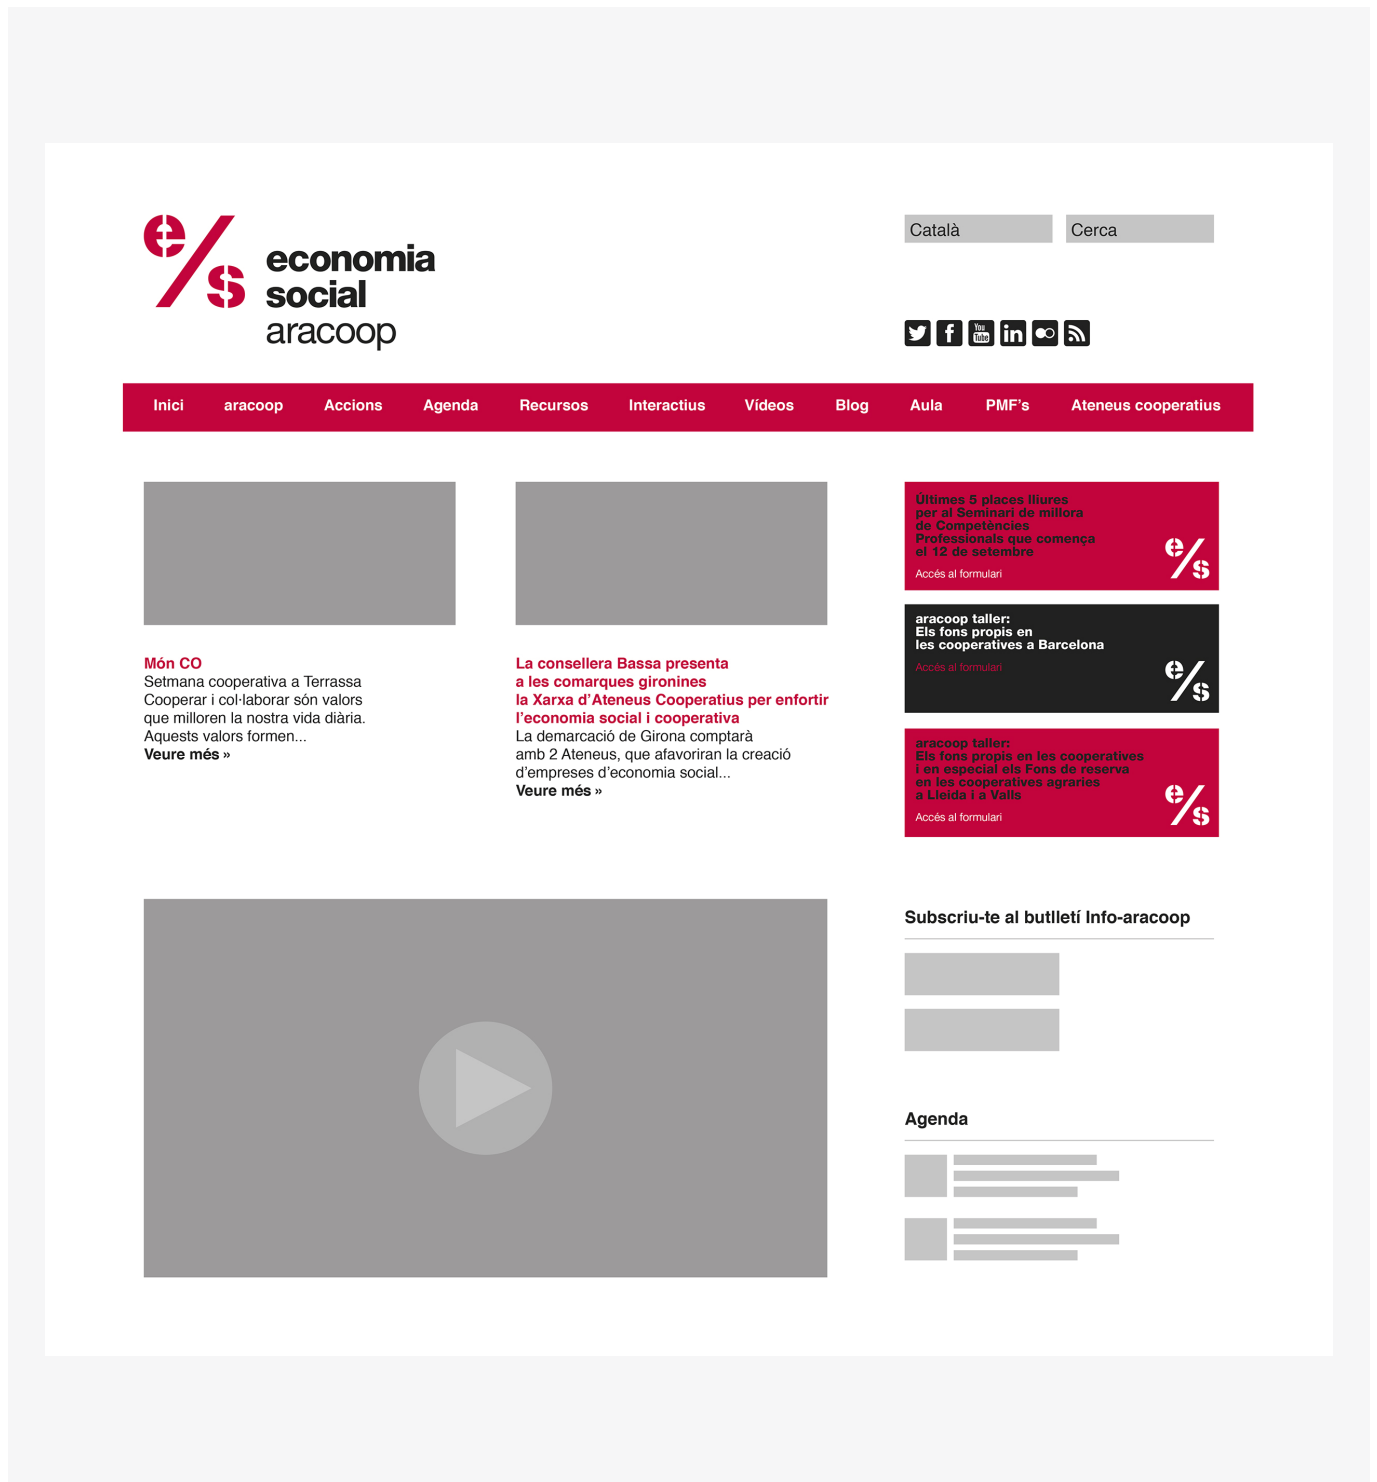 e/s
economia
social
aracoop
Català
Cerca
You
Tube
in
Inici aracoop Accions Agenda Recursos Interactius Vídeos Blog Aula PMF’s Ateneus cooperatius
Món CO
Setmana cooperativa a Terrassa
Cooperar i col·laborar són valors
que milloren la nostra vida diària.
Aquests valors formen...
Veure més »
La consellera Bassa presenta
a les comarques gironines
la Xarxa d’Ateneus Cooperatius per enfortir
l’economia social i cooperativa
La demarcació de Girona comptarà
amb 2 Ateneus, que afavoriran la creació
d’empreses d’economia social...
Veure més »
Últimes 5 places lliures
per al Seminari de millora
de Competències
Professionals que comença
el 12 de setembre
Accés al formulari
e/s
aracoop taller:
Els fons propis en
les cooperatives a Barcelona
Accés al formulari
e/s
aracoop taller:
Els fons propis en les cooperatives
i en especial els Fons de reserva
en les cooperatives agraries
a Lleida i a Valls
Accés al formulari
e/s
Subscriu-te al butlletí Info-aracoop
Agenda